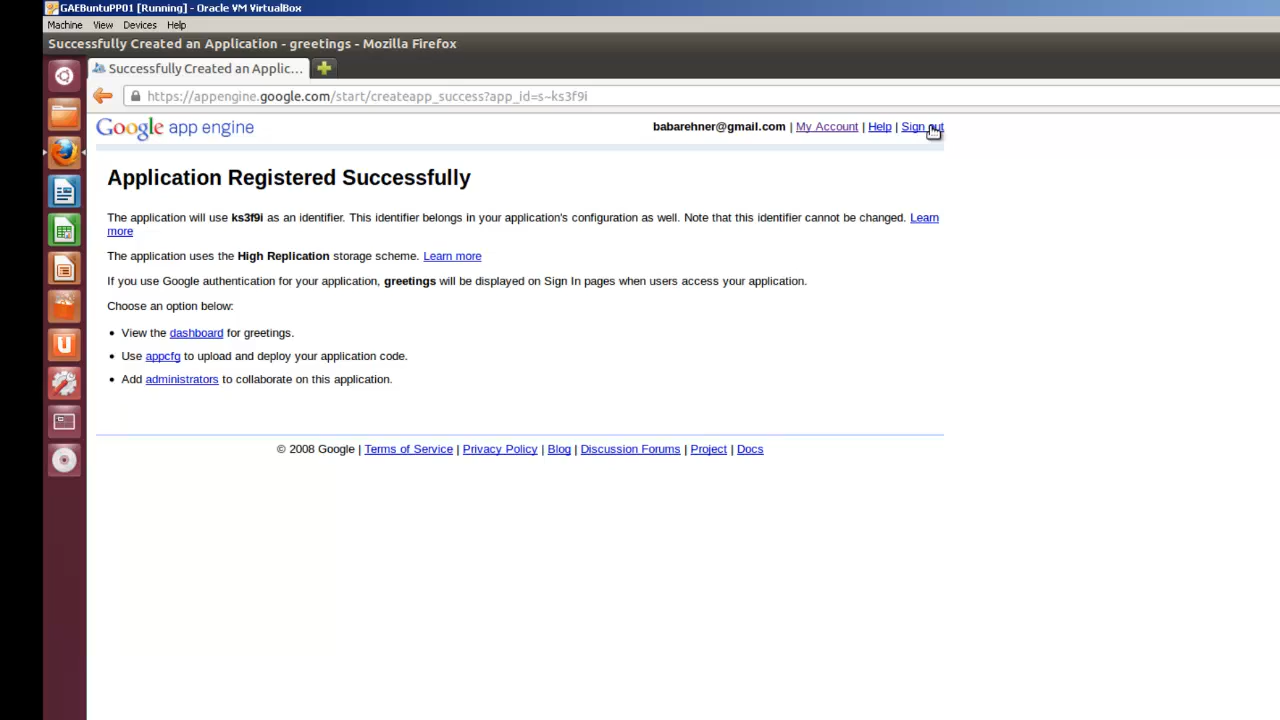 GAEBuntuPP01 [Running] - Oracle VM VirtualBox
Machine View Devices Help
Successfully Created an Application - greetings - Mozilla Firefox
Successfully Created an Applic...
https://appengine.google.com/start/createapp_success?app_id=s~ks3f9i
Google app engine
babarehner@gmail.com | My Account | Help | Sign out
Application Registered Successfully
The application will use ks3f9i as an identifier. This identifier belongs in your application's configuration as well. Note that this identifier cannot be changed. Learn
more
The application uses the High Replication storage scheme. Learn more
If you use Google authentication for your application, greetings will be displayed on Sign In pages when users access your application.
Choose an option below:
• View the dashboard for greetings.
• Use appcfg to upload and deploy your application code.
• Add administrators to collaborate on this application.
© 2008 Google | Terms of Service | Privacy Policy | Blog | Discussion Forums | Project | Docs